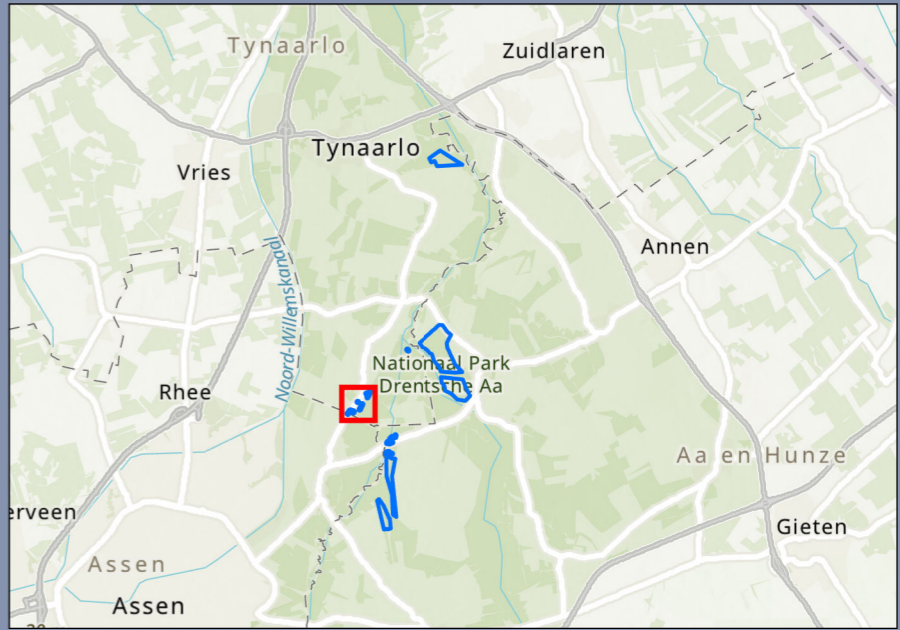 Tynaarlo
Zuidlaren
Tynaarlo
Vries
Annen
Noord-Willemskanaal
Nationaal Park
Drentsche Aa
Rhee
Aa en Hunze
erveen
Gieten
Assen
Assen